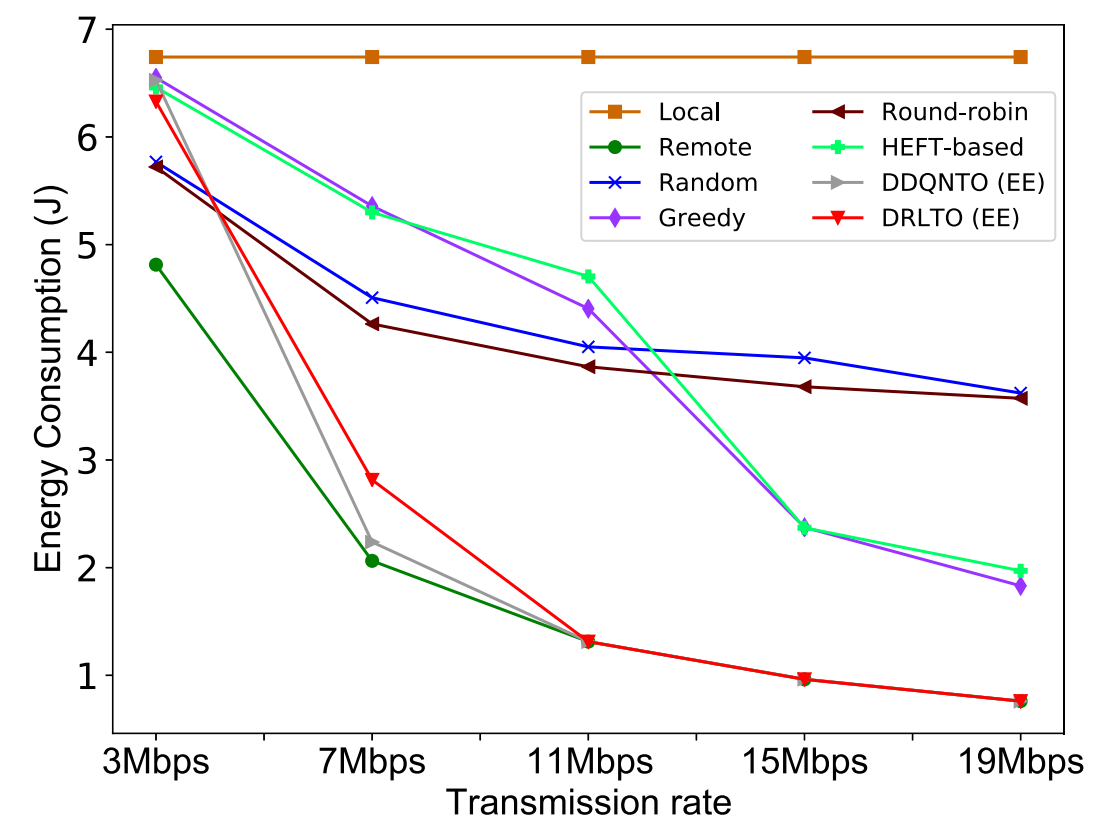 7
6
5
4
3
2
1
Energy Consumption (J)
Local
Remote
Random
Greedy
Round-robin
HEFT-based
DDQNTO (EE)
DRLTO (EE)
3Mbps 7Mbps 11Mbps 15Mbps 19Mbps
Transmission rate